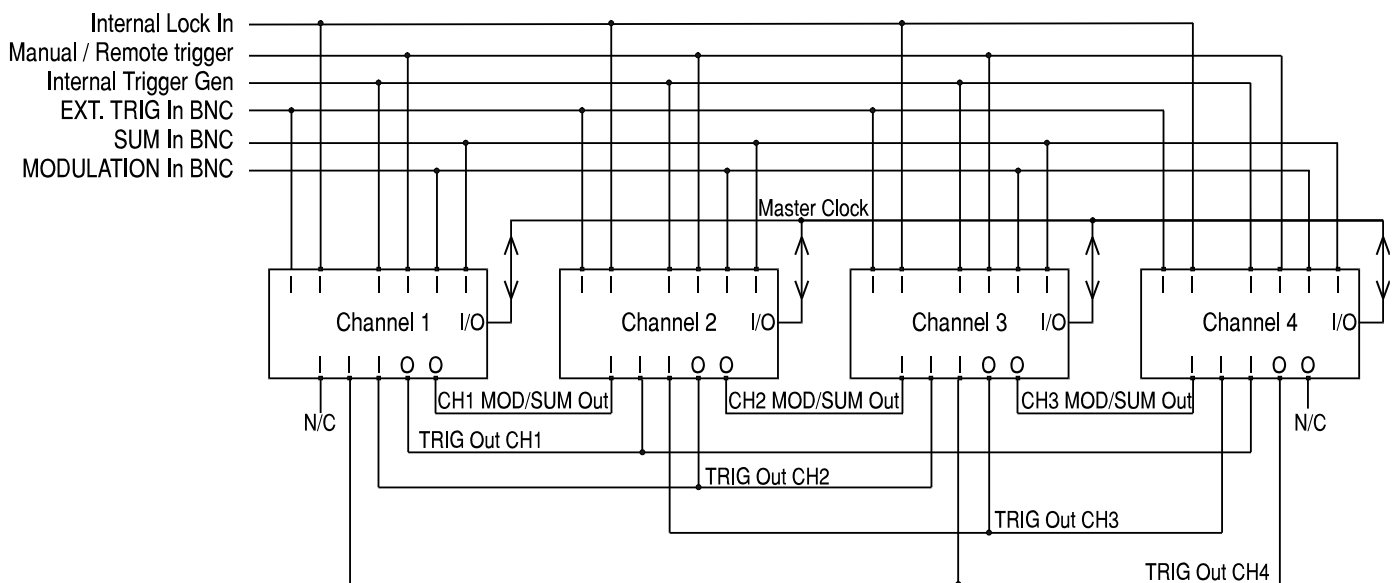 Internal Lock In
Manual / Remote trigger
Internal Trigger Gen
EXT. TRIG In BNC
SUM In BNC
MODULATION In BNC
Master Clock
I I I I I I
I I I I I I
I I I I I I
I I I I I I
Channel 1 I/O
Channel 2 I/O
Channel 3 I/O
Channel 4 I/O
I I I O O
I I I O O
I I I O O
I I I O O
CH1 MOD/SUM Out
CH2 MOD/SUM Out
CH3 MOD/SUM Out
N/C
N/C
TRIG Out CH1
TRIG Out CH2
TRIG Out CH3
TRIG Out CH4